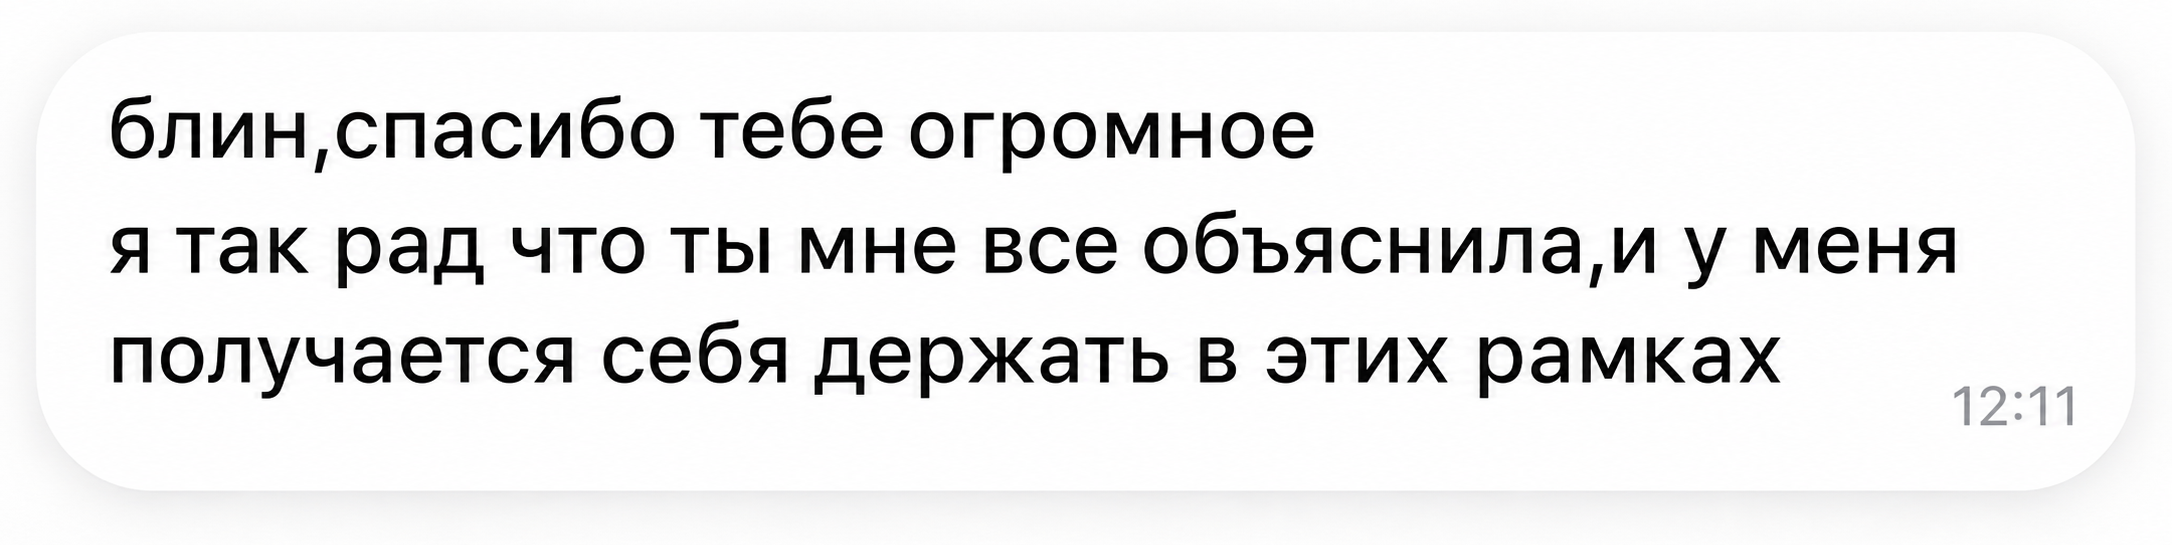 блин,спасибо тебе огромное
я так рад что ты мне все объяснила,и у меня
получается себя держать в этих рамках
12:11